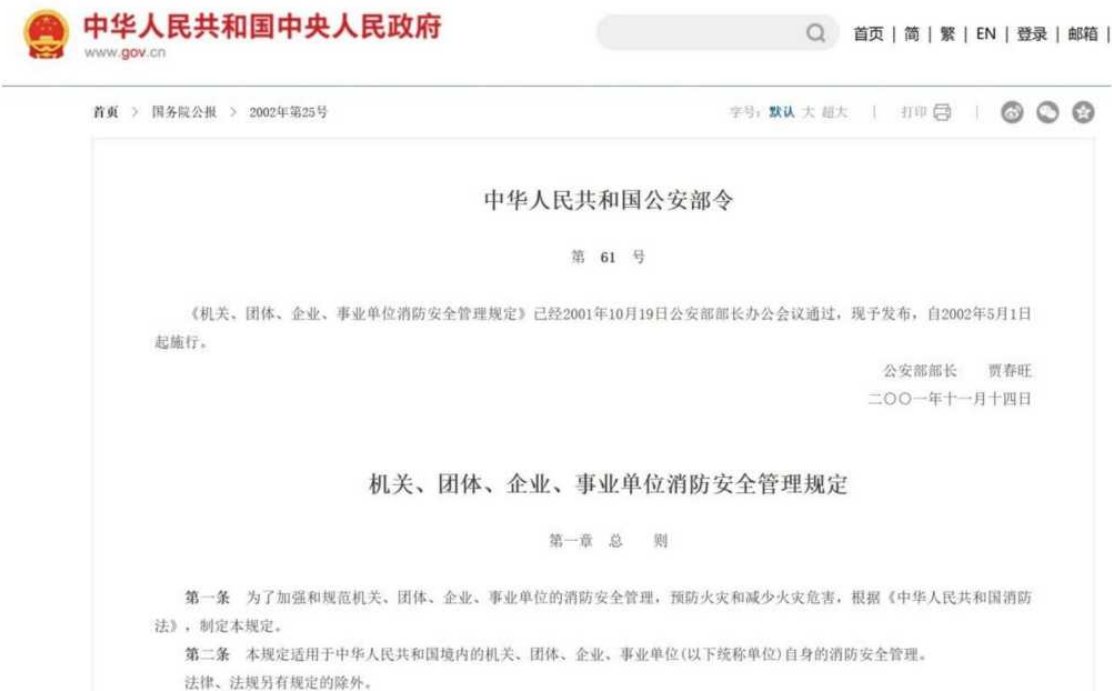 中华人民共和国中央人民政府
www.gov.cn
首页 | 简 | 繁 | EN | 登录 | 邮箱 |
首页 > 国务院公报 > 2002年第25号
字号：默认 大 超大 | 打印 |
中华人民共和国公安部令
第 61 号
《机关、团体、企业、事业单位消防安全管理规定》已经2001年10月19日公安部部长办公会议通过，现予发布，自2002年5月1日
起施行。
公安部部长 贾春旺
二〇〇一年十一月十四日
机关、团体、企业、事业单位消防安全管理规定
第一章 总 则
第一条 为了加强和规范机关、团体、企业、事业单位的消防安全管理，预防火灾和减少火灾危害，根据《中华人民共和国消防
法》，制定本规定。
第二条 本规定适用于中华人民共和国境内的机关、团体、企业、事业单位(以下统称单位)自身的消防安全管理。
法律、法规另有规定的除外。